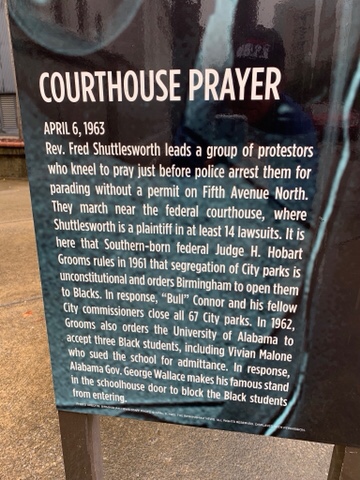 COURTHOUSE PRAYER
APRIL 6, 1963
Rev. Fred Shuttlesworth leads a group of protestors
who kneel to pray just before police arrest them for
parading without a permit on Fifth Avenue North.
They march near the federal courthouse, where
Shuttlesworth is a plaintiff in at least 14 lawsuits. It is
here that Southern-born federal Judge H. Hobart
Grooms rules in 1961 that segregation of City parks is
unconstitutional and orders Birmingham to open them
to Blacks. In response, “Bull” Connor and his fellow
City commissioners close all 67 City parks. In 1962,
Grooms also orders the University of Alabama to
accept three Black students, including Vivian Malone
who sued the school for admittance. In response,
Alabama Gov. George Wallace makes his famous stand
in the schoolhouse door to block the Black students
from entering.